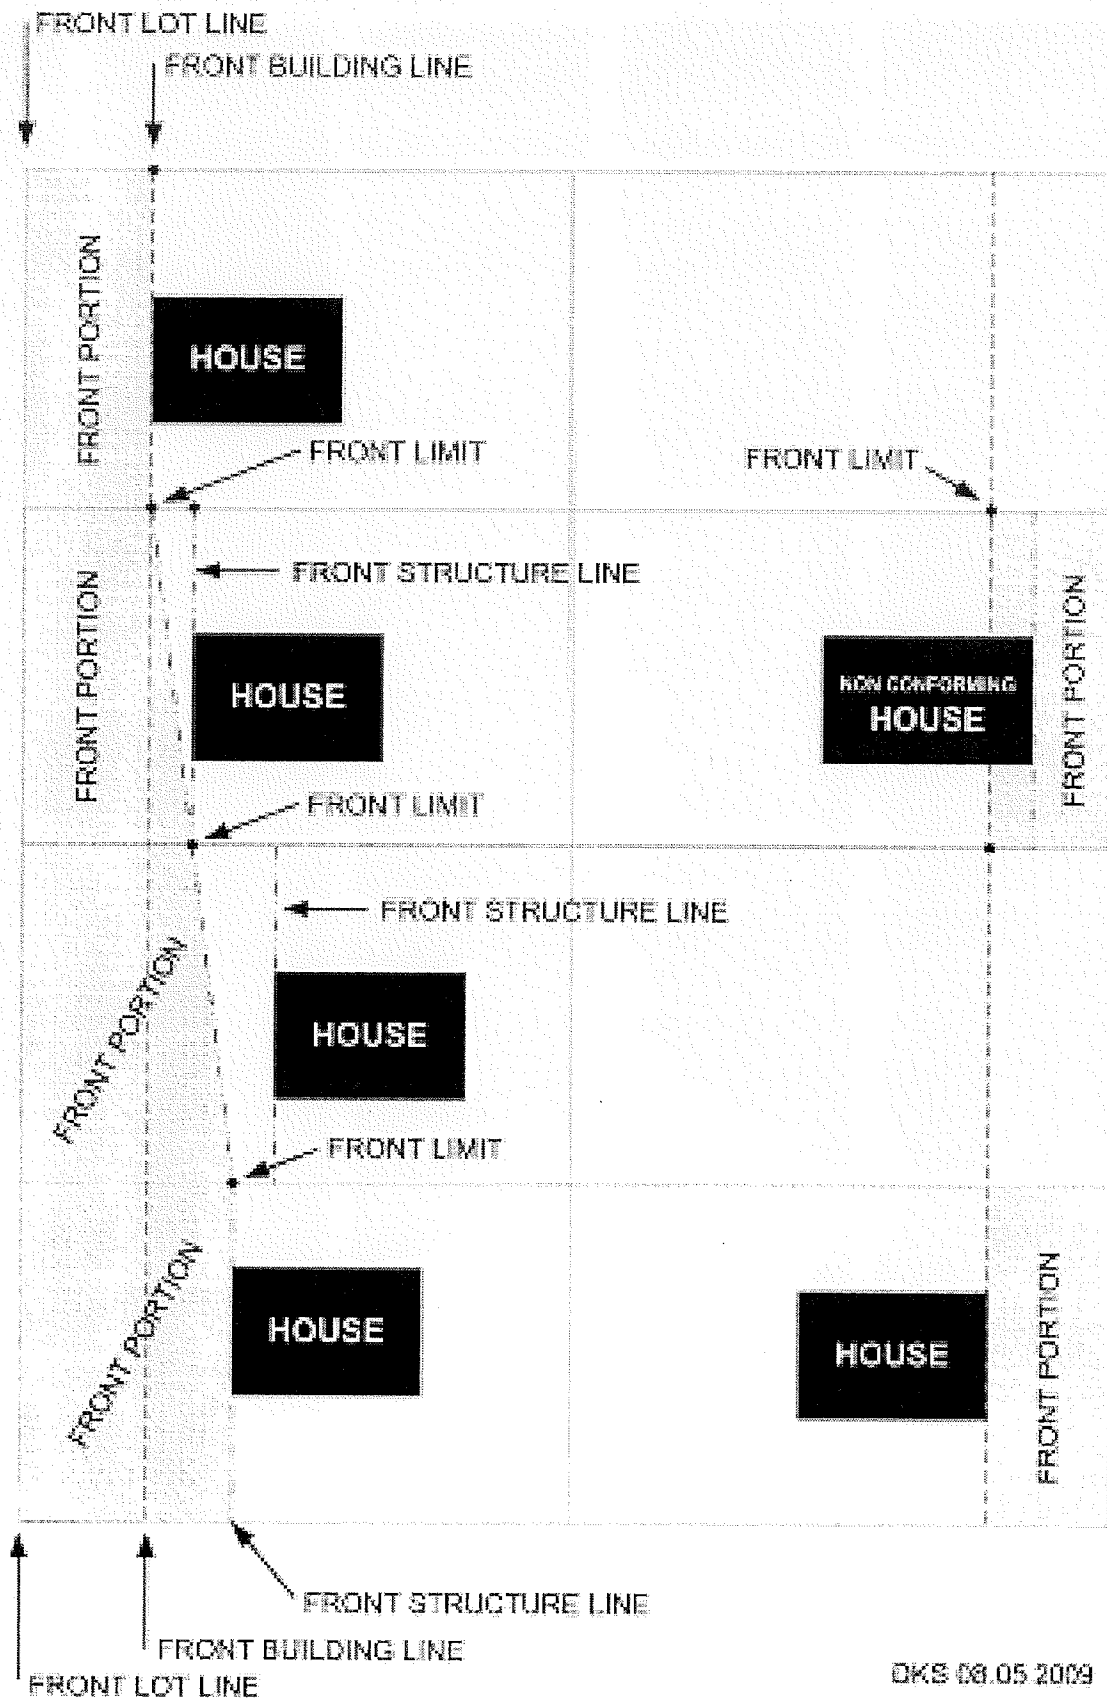 FRONT LOT LINE
FRONT BUILDING LINE
FRONT PORTION
HOUSE
FRONT LIMIT
FRONT LIMIT
FRONT PORTION
FRONT STRUCTURE LINE
HOUSE
NON CONFORMING
HOUSE
FRONT PORTION
FRONT LIMIT
FRONT STRUCTURE LINE
FRONT PORTION
HOUSE
FRONT LIMIT
FRONT PORTION
HOUSE
HOUSE
FRONT PORTION
FRONT STRUCTURE LINE
FRONT BUILDING LINE
FRONT LOT LINE
DKS 08.05.2009